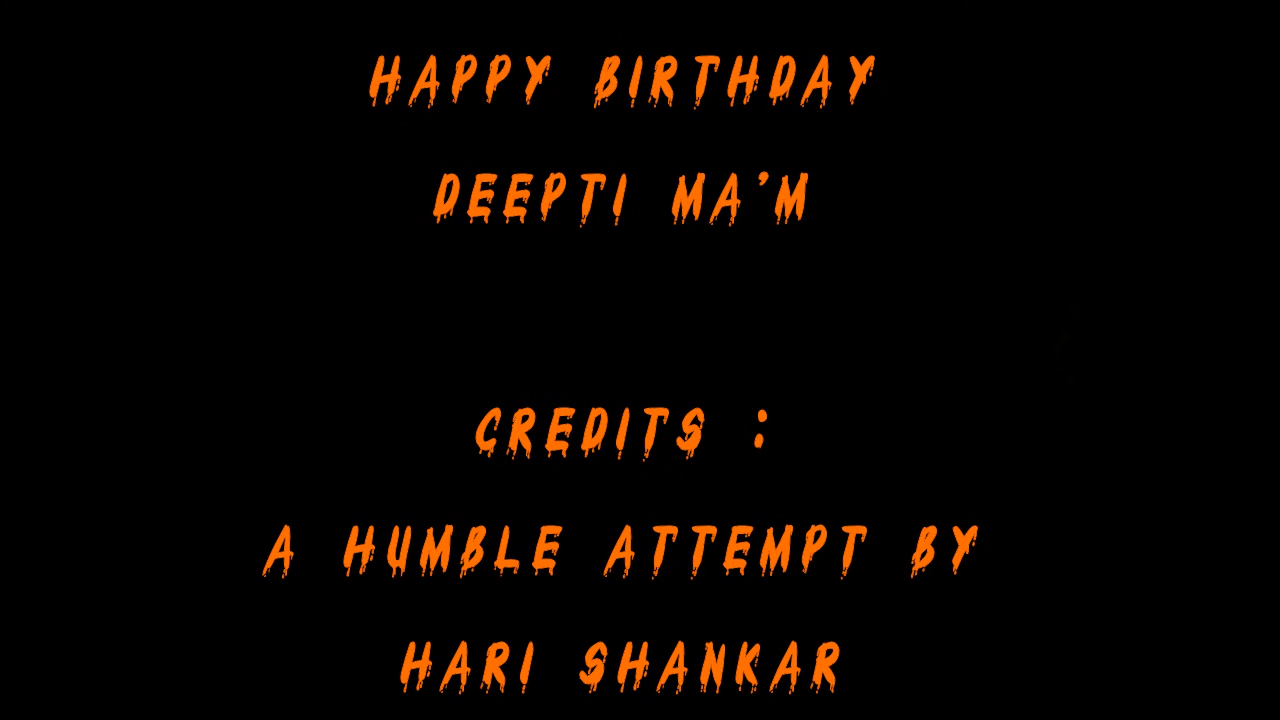 HAPPY BIRTHDAY
DEEPTI MA'M
CREDITS :
A HUMBLE ATTEMPT BY
HARI SHANKAR